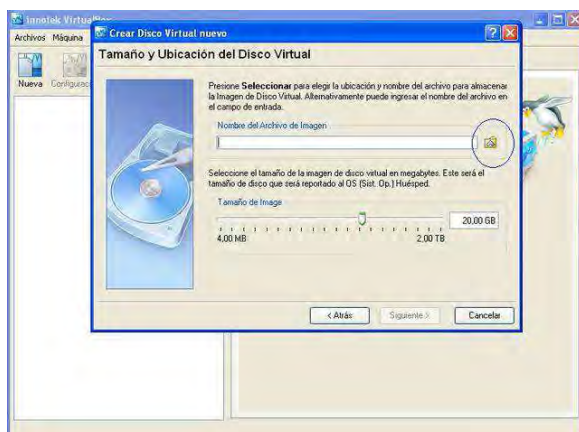 Innotek VirtualBox
Crear Disco Virtual nuevo
Archivos Máquina
Nueva
Configurac
Tamaño y Ubicación del Disco Virtual
Presione Seleccionar para elegir la ubicación y nombre del archivo para almacenar
la Imagen de Disco Virtual. Alternativamente puede ingresar el nombre del archivo en
el campo de entrada.
Nombre del Archivo de Imagen
Seleccione el tamaño de la imagen de disco virtual en megabytes. Este será el
tamaño de disco que será reportado al OS (Sist. Op.) Huésped.
Tamaño de Image
20,00 GB
4,00 MB 2,00 TB
< Atrás Siguiente > Cancelar